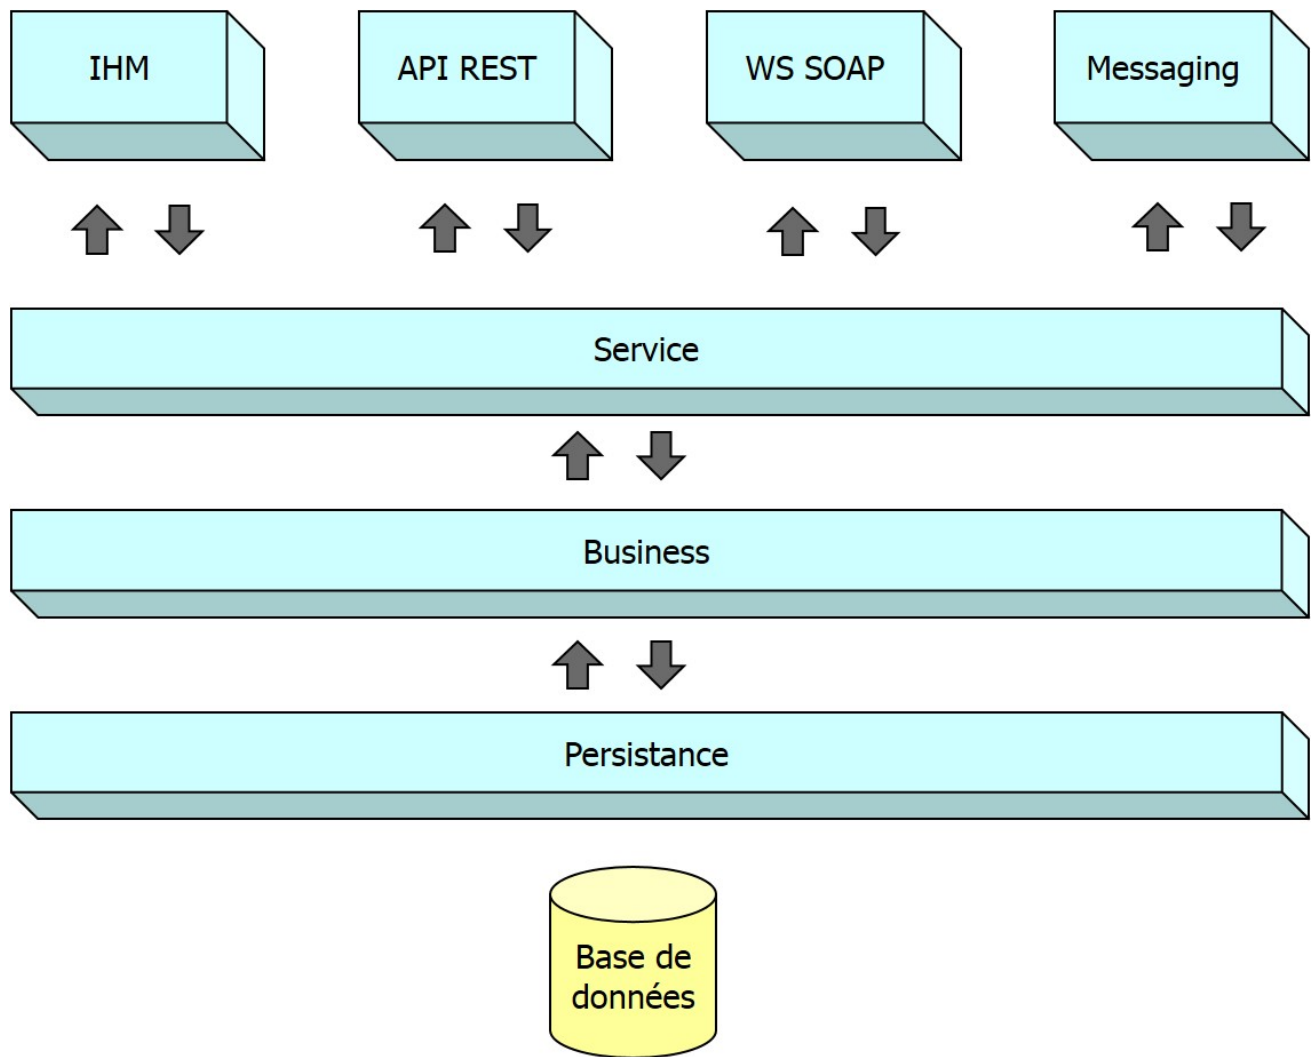 IHM
API REST
WS SOAP
Messaging
Service
Business
Persistance
Base de
données